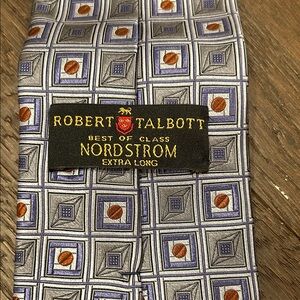 ROBERT TALBOTT
BEST OF CLASS
NORDSTROM
EXTRA LONG